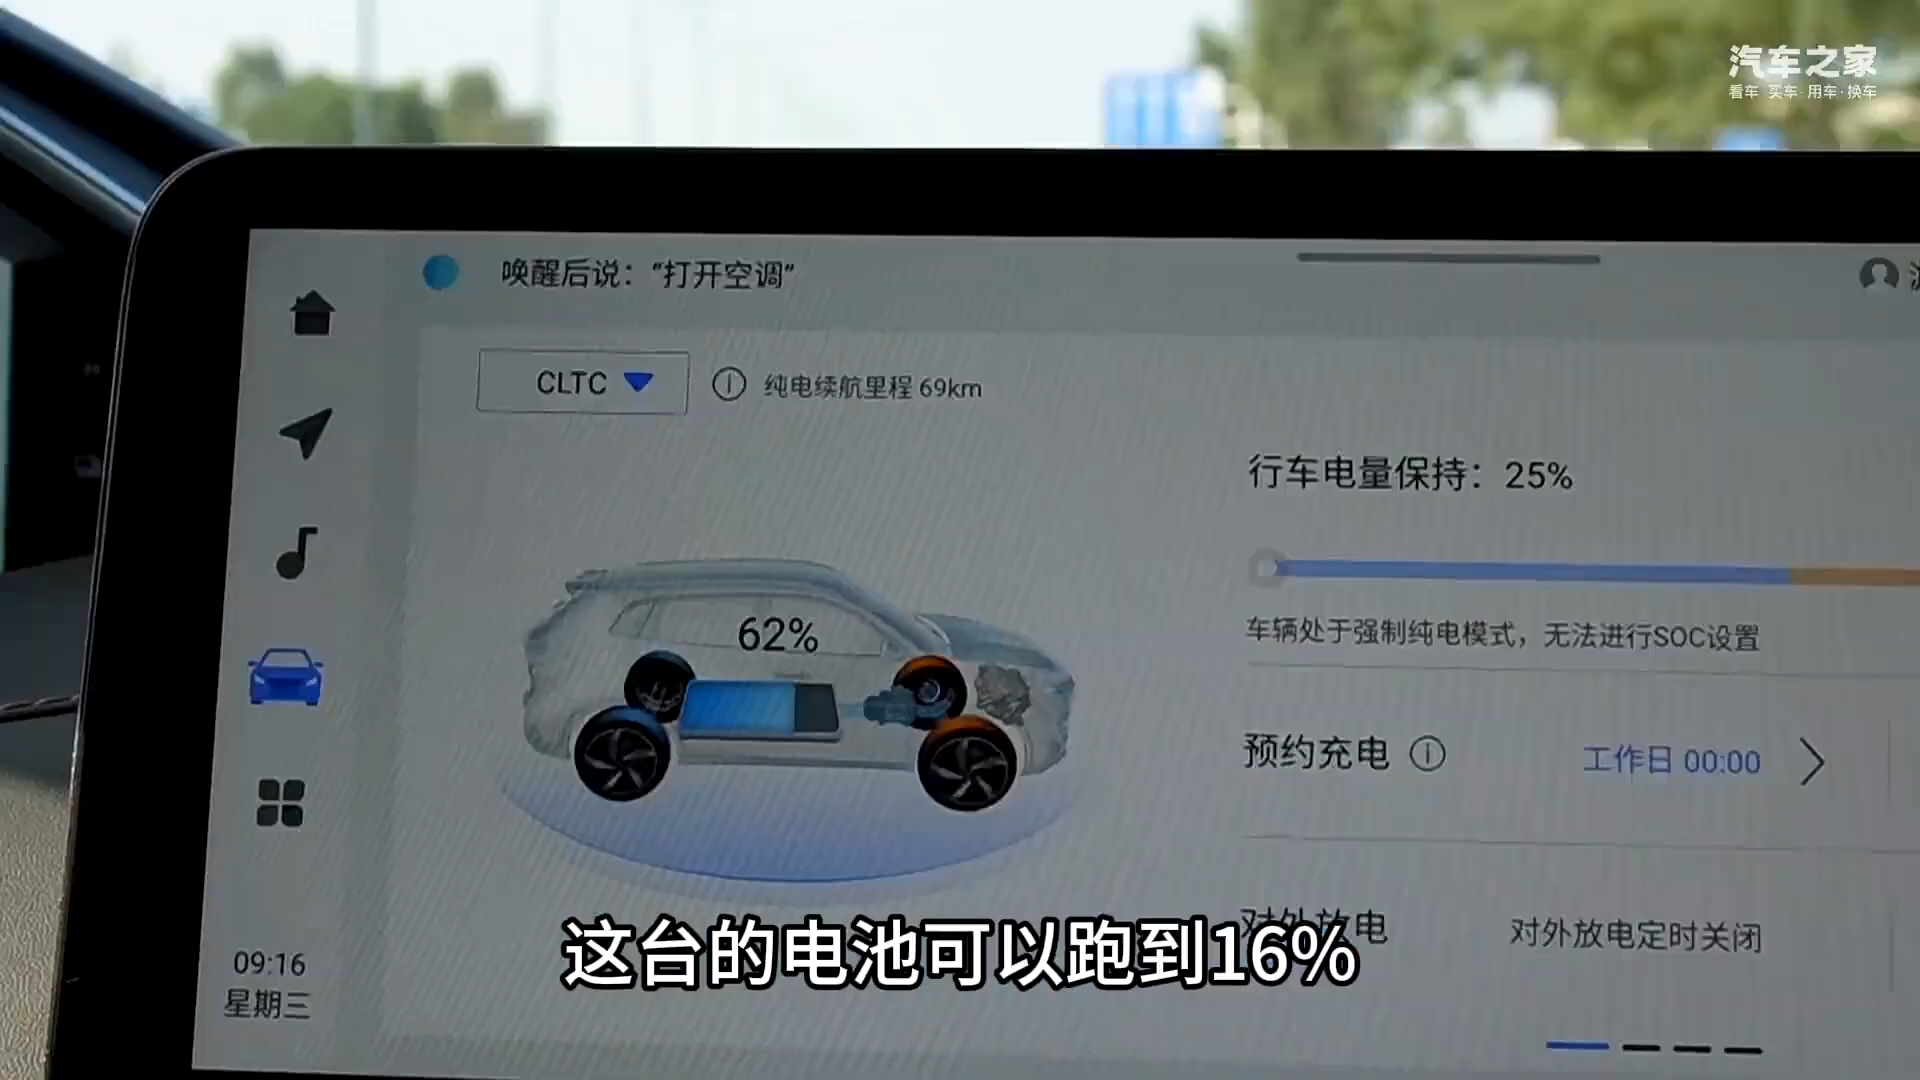 汽车之家
看车·买车·用车·换车
唤醒后说：“打开空调”
CLTC
纯电续航里程 69km
行车电量保持：25%
62%
车辆处于强制纯电模式，无法进行SOC设置
预约充电
工作日 00:00
对外放电
对外放电定时关闭
这台的电池可以跑到16%
09:16
星期三